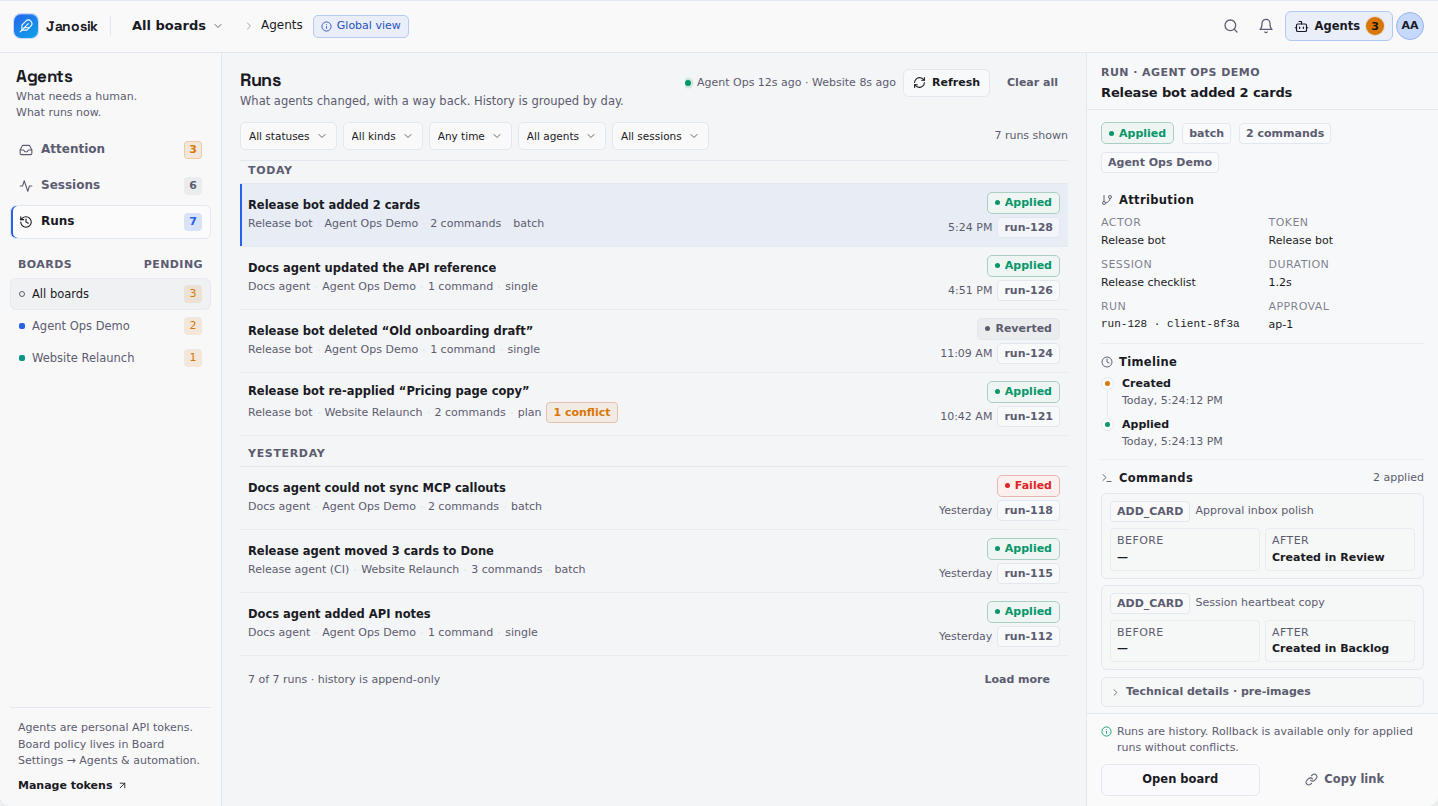 Janosik
All boards
Agents
Global view
Agents 3
AA
Agents
What needs a human.
What runs now.
Attention 3
Sessions 6
Runs 7
BOARDS PENDING
All boards 3
Agent Ops Demo 2
Website Relaunch 1
Agents are personal API tokens.
Board policy lives in Board
Settings → Agents & automation.
Manage tokens
Runs
What agents changed, with a way back. History is grouped by day.
Agent Ops 12s ago · Website 8s ago
Refresh
Clear all
All statuses
All kinds
Any time
All agents
All sessions
7 runs shown
TODAY
Release bot added 2 cards
Applied
Release bot · Agent Ops Demo · 2 commands · batch
5:24 PM run-128
Docs agent updated the API reference
Applied
Docs agent · Agent Ops Demo · 1 command · single
4:51 PM run-126
Release bot deleted “Old onboarding draft”
Reverted
Release bot · Agent Ops Demo · 1 command · single
11:09 AM run-124
Release bot re-applied “Pricing page copy”
Applied
Release bot · Website Relaunch · 2 commands · plan 1 conflict
10:42 AM run-121
YESTERDAY
Docs agent could not sync MCP callouts
Failed
Docs agent · Agent Ops Demo · 2 commands · batch
Yesterday run-118
Release agent moved 3 cards to Done
Applied
Release agent (CI) · Website Relaunch · 3 commands · batch
Yesterday run-115
Docs agent added API notes
Applied
Docs agent · Agent Ops Demo · 1 command · single
Yesterday run-112
7 of 7 runs · history is append-only
Load more
RUN · AGENT OPS DEMO
Release bot added 2 cards
Applied
batch
2 commands
Agent Ops Demo
Attribution
ACTOR TOKEN
Release bot Release bot
SESSION DURATION
Release checklist 1.2s
RUN APPROVAL
run-128 · client-8f3a ap-1
Timeline
Created
Today, 5:24:12 PM
Applied
Today, 5:24:13 PM
Commands 2 applied
ADD_CARD Approval inbox polish
BEFORE AFTER
— Created in Review
ADD_CARD Session heartbeat copy
BEFORE AFTER
— Created in Backlog
Technical details · pre-images
Runs are history. Rollback is available only for applied
runs without conflicts.
Open board
Copy link